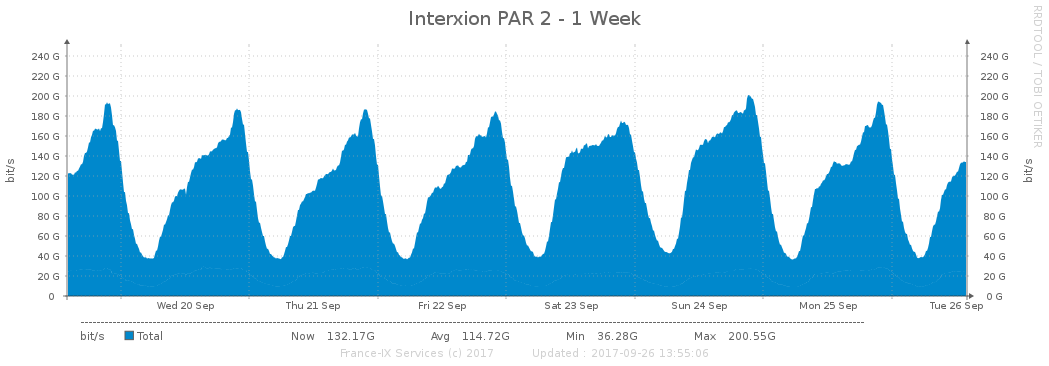 Interxion PAR 2 - 1 Week
RRDTOOL / TOBI OETIKER
bit/s
240 G 240 G
220 G 220 G
200 G 200 G
180 G 180 G
160 G 160 G
140 G 140 G
120 G 120 G
100 G 100 G
80 G 80 G
60 G 60 G
40 G 40 G
20 G 20 G
0 0 G
bit/s
Wed 20 Sep Thu 21 Sep Fri 22 Sep Sat 23 Sep Sun 24 Sep Mon 25 Sep Tue 26 Sep
bit/s Total Now 132.17G Avg 114.72G Min 36.28G Max 200.55G
France-IX Services (c) 2017 Updated : 2017-09-26 13:55:06